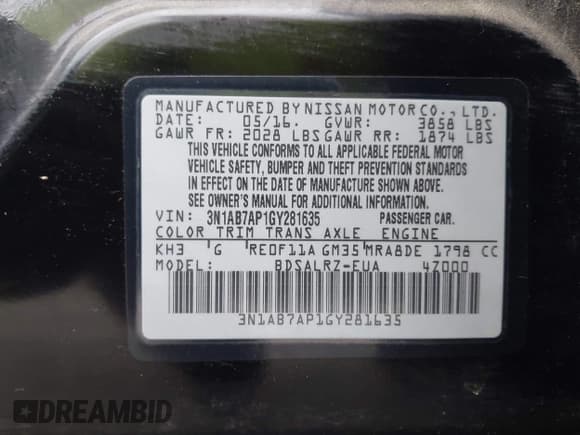 MANUFACTURED BY NISSAN MOTOR CO., LTD.
DATE: 05/16. GVWR: 3858 LBS
GAWR FR: 2028 LBS GAWR RR: 1874 LBS
THIS VEHICLE CONFORMS TO ALL APPLICABLE FEDERAL MOTOR
VEHICLE SAFETY, BUMPER AND THEFT PREVENTION STANDARDS
IN EFFECT ON THE DATE OF MANUFACTURE SHOWN ABOVE.
SEE OWNER'S MANUAL FOR ADDITIONAL INFORMATION.
VIN: 3N1AB7AP1GY281635 PASSENGER CAR.
COLOR TRIM TRANS AXLE ENGINE
KH3 'G RE0F11A GM35 MRA8DE 1798 CC
MODEL: BDSALRZ-EUA 4Z000
3N1AB7AP1GY281635
DREAMBID